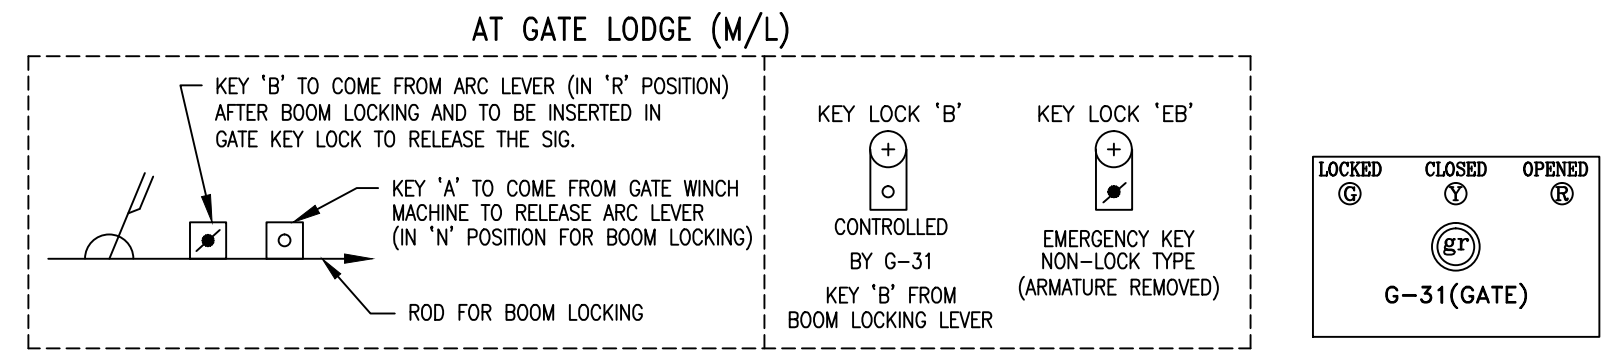 AT GATE LODGE (M/L)
KEY 'B' TO COME FROM ARC LEVER (IN 'R' POSITION)
AFTER BOOM LOCKING AND TO BE INSERTED IN
GATE KEY LOCK TO RELEASE THE SIG.
KEY 'A' TO COME FROM GATE WINCH
MACHINE TO RELEASE ARC LEVER
(IN 'N' POSITION FOR BOOM LOCKING)
ROD FOR BOOM LOCKING
KEY LOCK 'B'
CONTROLLED
BY G-31
KEY 'B' FROM
BOOM LOCKING LEVER
KEY LOCK 'EB'
EMERGENCY KEY
NON-LOCK TYPE
(ARMATURE REMOVED)
LOCKED CLOSED OPENED
G Y R
gr
G-31(GATE)